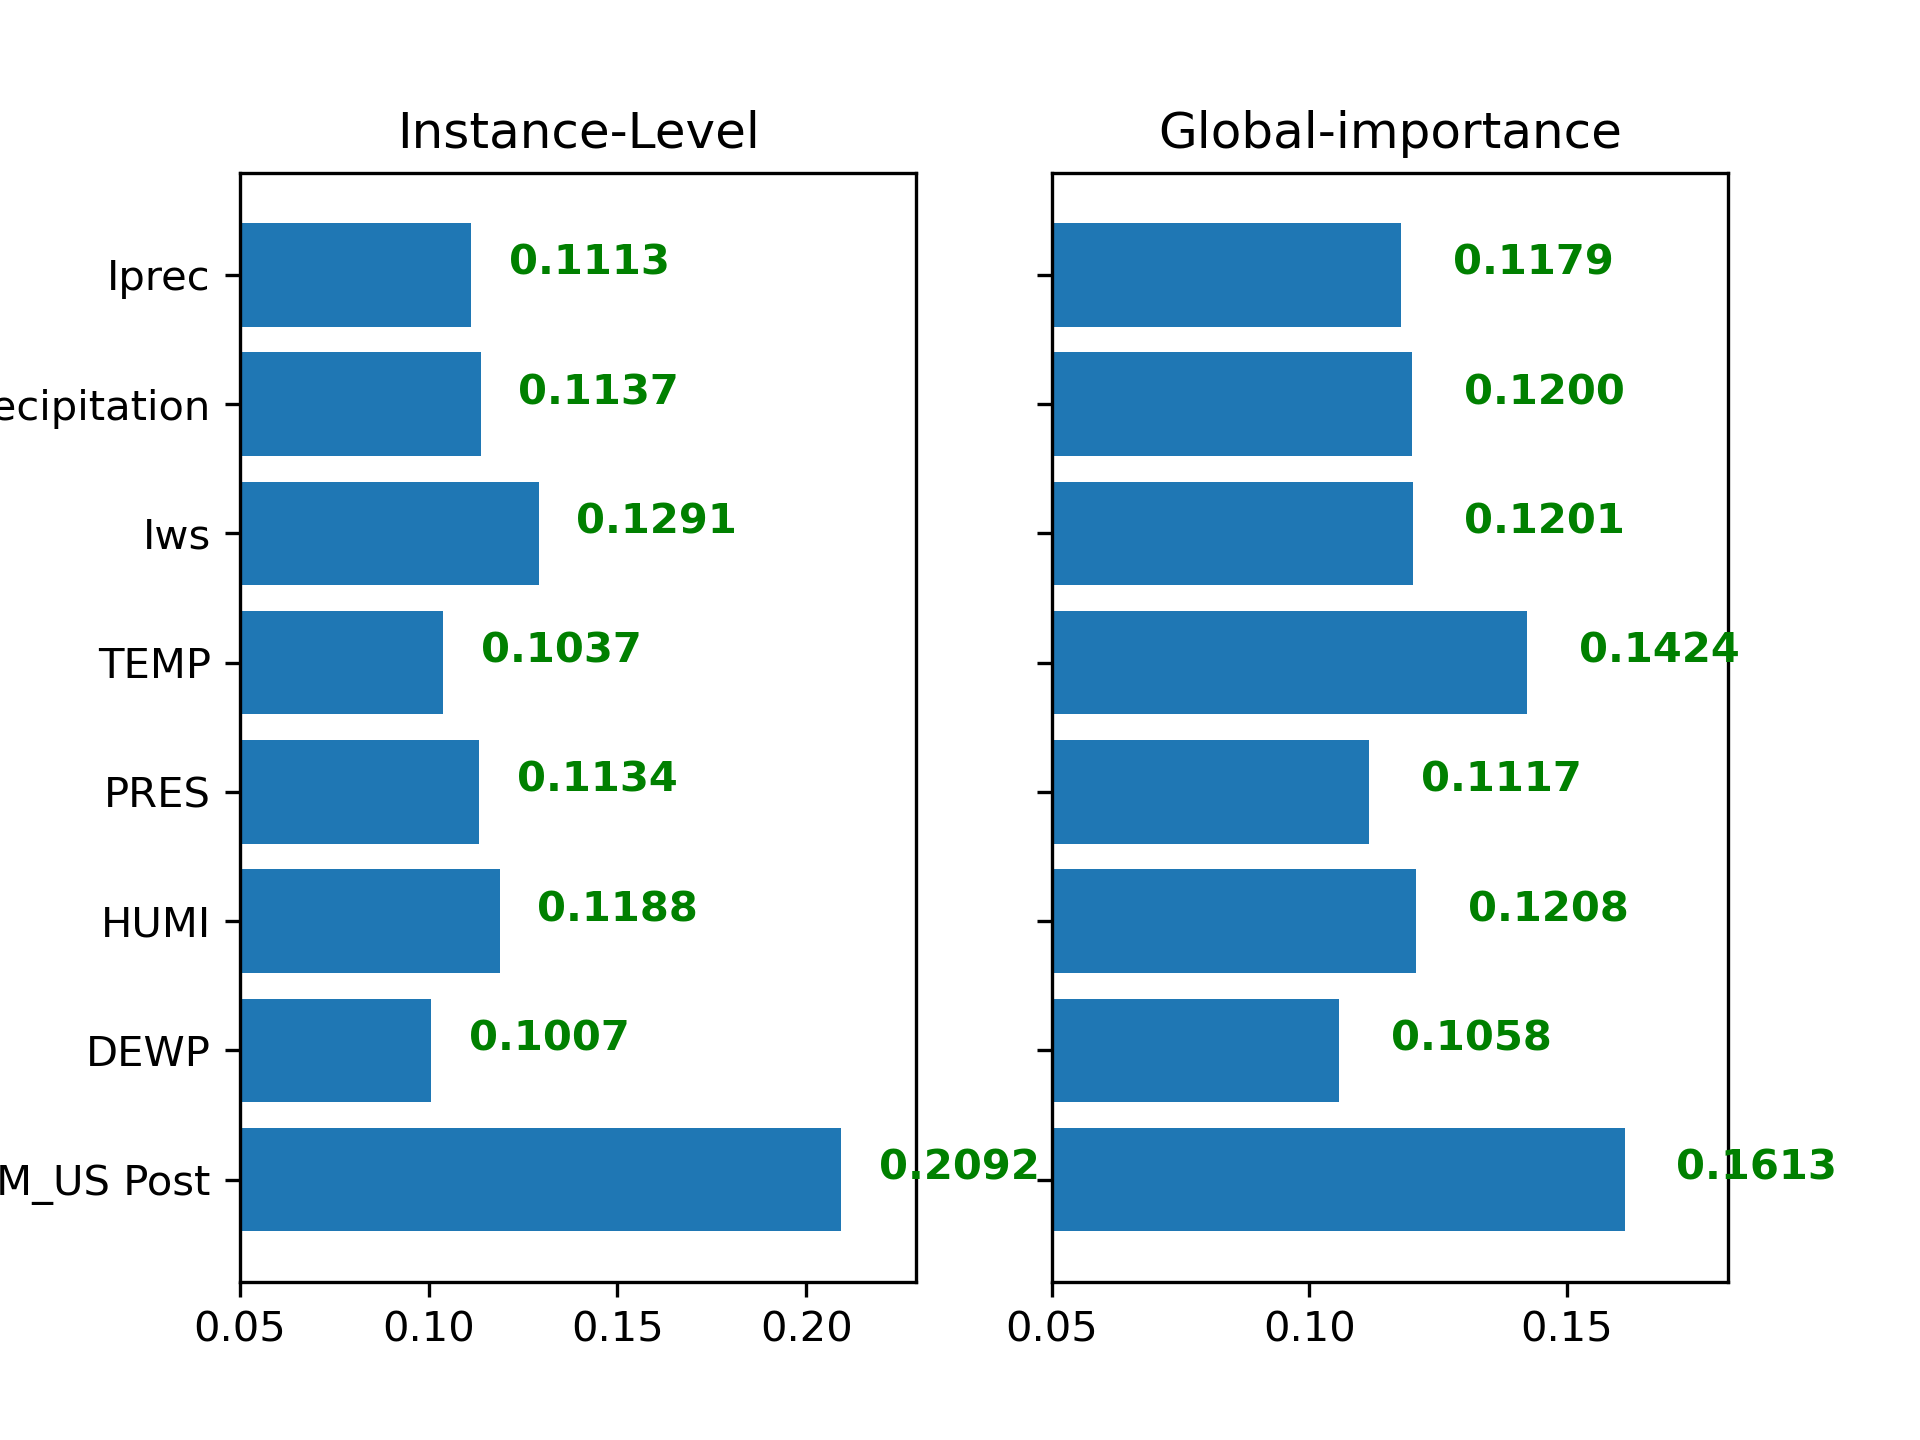 Instance-Level
Global-importance
Iprec 0.1113 0.1179
ecipitation 0.1137 0.1200
Iws 0.1291 0.1201
TEMP 0.1037 0.1424
PRES 0.1134 0.1117
HUMI 0.1188 0.1208
DEWP 0.1007 0.1058
M_US Post 0.2092 0.1613
0.05 0.10 0.15 0.20
0.05 0.10 0.15